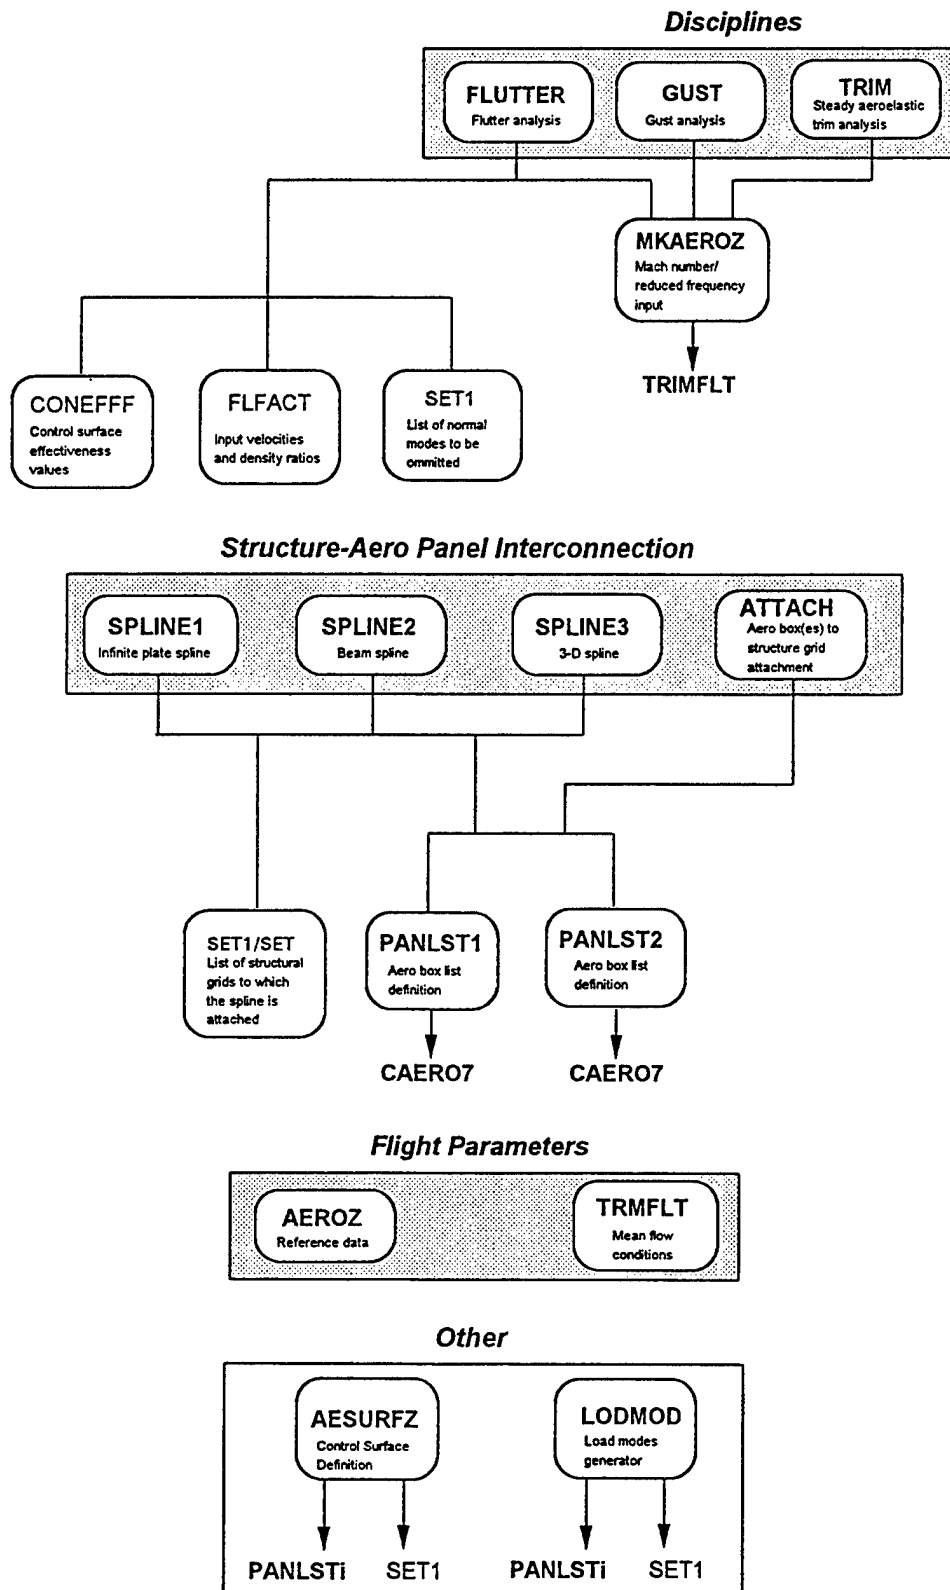 Disciplines
FLUTTER
Flutter analysis
GUST
Gust analysis
TRIM
Steady aeroelastic
trim analysis
MKAEROZ
Mach number/
reduced frequency
input
TRIMFLT
CONEFFF
Control surface
effectiveness
values
FLFACT
Input velocities
and density ratios
SET1
List of normal
modes to be
ommitted
Structure-Aero Panel Interconnection
SPLINE1
Infinite plate spline
SPLINE2
Beam spline
SPLINE3
3-D spline
ATTACH
Aero box(es) to
structure grid
attachment
SET1/SET
List of structural
grids to which
the spline is
attached
PANLST1
Aero box list
definition
PANLST2
Aero box list
definition
CAERO7
CAERO7
Flight Parameters
AEROZ
Reference data
TRMFLT
Mean flow
conditions
Other
AESURFZ
Control Surface
Definition
LODMOD
Load modes
generator
PANLSTi
SET1
PANLSTi
SET1